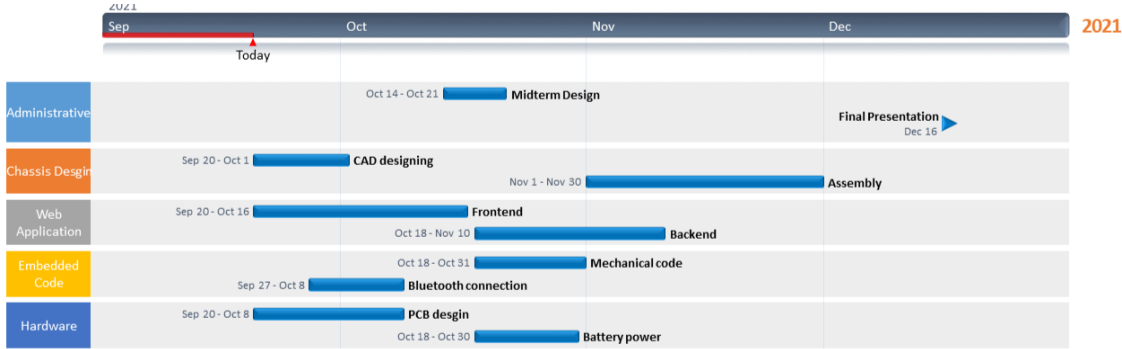 2021
Sep Oct Nov Dec 2021
Today
Administrative
Oct 14 - Oct 21 Midterm Design
Final Presentation
Dec 16
Chassis Desgin
Sep 20 - Oct 1 CAD designing
Nov 1 - Nov 30 Assembly
Web
Application
Sep 20 - Oct 16 Frontend
Oct 18 - Nov 10 Backend
Embedded
Code
Oct 18 - Oct 31 Mechanical code
Sep 27 - Oct 8 Bluetooth connection
Hardware
Sep 20 - Oct 8 PCB desgin
Oct 18 - Oct 30 Battery power